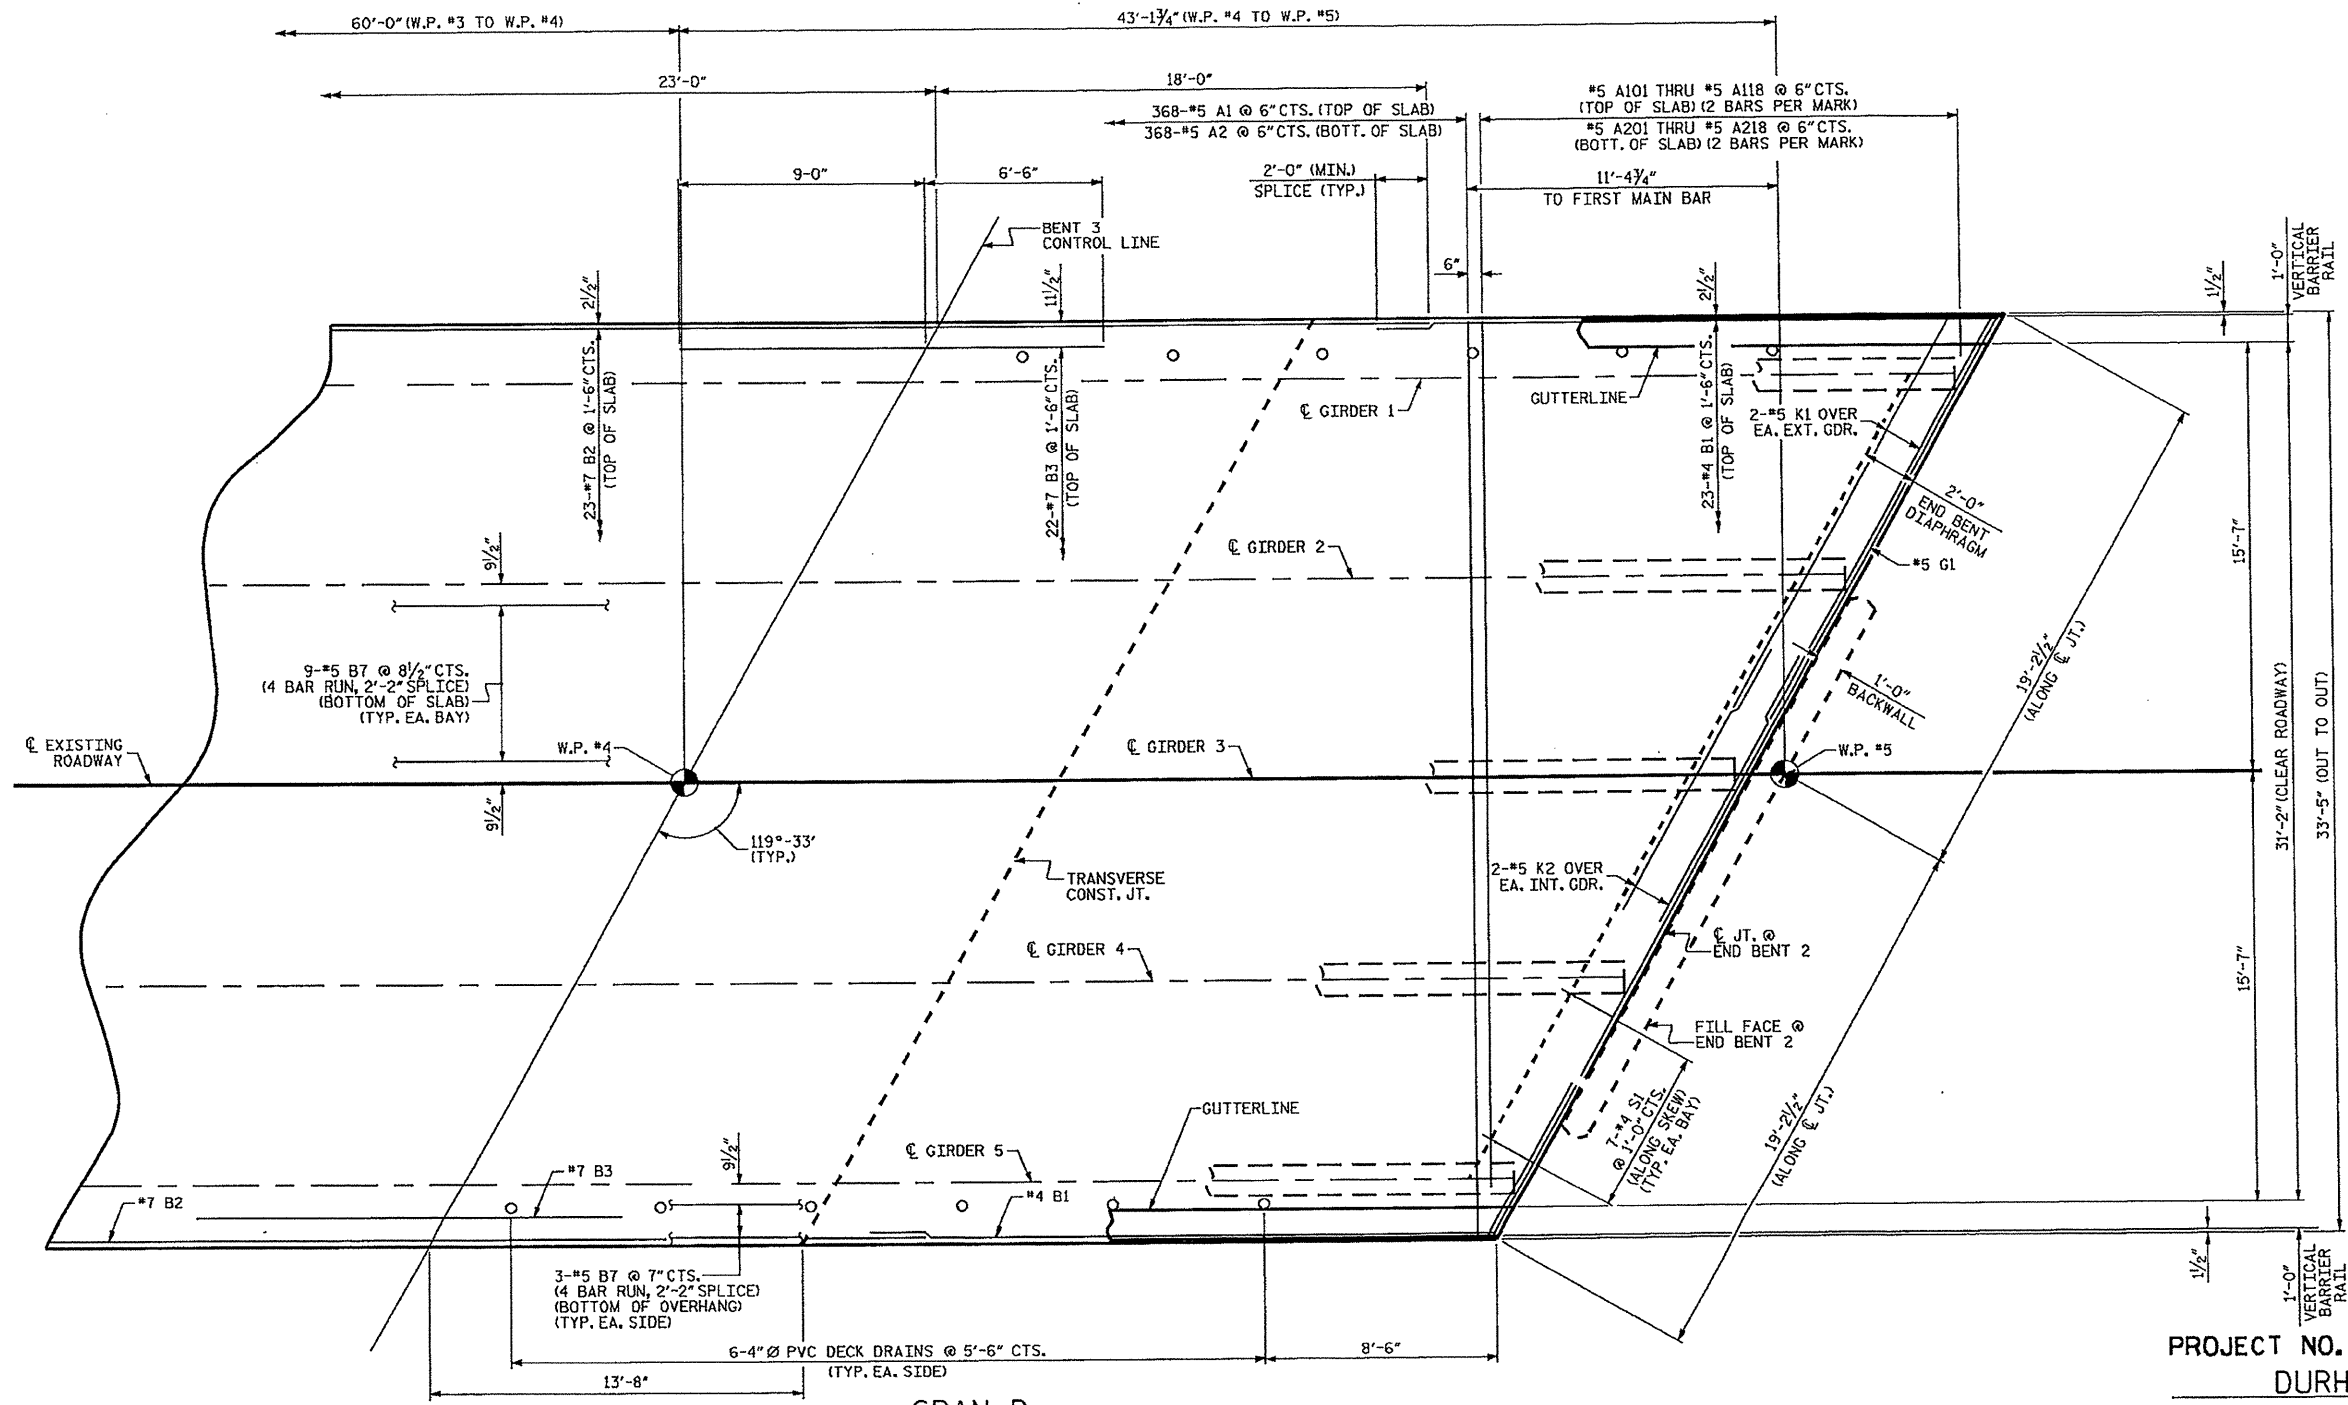 60'-0" (W.P. #3 TO W.P. #4)
43'-1¾" (W.P. #4 TO W.P. #5)
23'-0"
18'-0"
368-#5 A1 @ 6" CTS. (TOP OF SLAB)
368-#5 A2 @ 6" CTS. (BOTT. OF SLAB)
#5 A101 THRU #5 A118 @ 6" CTS.
(TOP OF SLAB) (2 BARS PER MARK)
#5 A201 THRU #5 A218 @ 6" CTS.
(BOTT. OF SLAB) (2 BARS PER MARK)
9-0"
6'-6"
2'-0" (MIN.)
SPLICE (TYP.)
11'-4¾"
TO FIRST MAIN BAR
BENT 3
CONTROL LINE
6"
2½"
11½"
2½"
1½"
1'-0"
VERTICAL
BARRIER
RAIL
23-#7 B2 @ 1'-6" CTS.
(TOP OF SLAB)
22-#7 B3 @ 1'-6" CTS.
(TOP OF SLAB)
23-#4 B1 @ 1'-6" CTS.
(TOP OF SLAB)
℄ GIRDER 1
GUTTERLINE
2-#5 K1 OVER
EA. EXT. GDR.
2'-0"
END BENT
DIAPHRAGM
#5 G1
9½"
℄ GIRDER 2
15'-7"
9-#5 B7 @ 8½" CTS.
(4 BAR RUN, 2'-2" SPLICE)
(BOTTOM OF SLAB)
(TYP. EA. BAY)
1'-0"
BACKWALL
19'-2½"
(ALONG ℄ JT.)
31'-2" (CLEAR ROADWAY)
33'-5" (OUT TO OUT)
℄ EXISTING
ROADWAY
W.P. #4
℄ GIRDER 3
W.P. #5
9½"
119°-33'
(TYP.)
TRANSVERSE
CONST. JT.
2-#5 K2 OVER
EA. INT. GDR.
℄ JT. @
END BENT 2
℄ GIRDER 4
15'-7"
FILL FACE @
END BENT 2
7-#4 S1
@ 1'-0" CTS.
(ALONG SKEW)
(TYP. EA. BAY)
19'-2½"
(ALONG ℄ JT.)
GUTTERLINE
9½"
℄ GIRDER 5
#7 B3
#4 B1
#7 B2
3-#5 B7 @ 7" CTS.
(4 BAR RUN, 2'-2" SPLICE)
(BOTTOM OF OVERHANG)
(TYP. EA. SIDE)
1½"
1'-0"
VERTICAL
BARRIER
RAIL
6-4" Ø PVC DECK DRAINS @ 5'-6" CTS.
(TYP. EA. SIDE)
8'-6"
13'-8"
PROJECT NO.
DURH